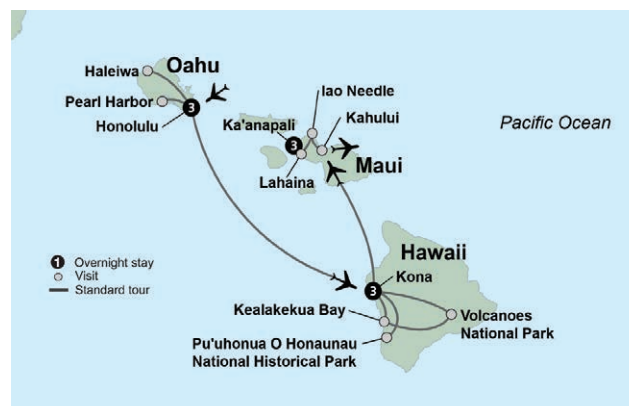 Oahu
Haleiwa
Pearl Harbor
Honolulu
3
Iao Needle
Kahului
Ka'anapali
3
Lahaina
Maui
Pacific Ocean
Hawaii
Kona
3
Kealakekua Bay
Volcanoes
National Park
Pu'uhonua O Honaunau
National Historical Park
1 Overnight stay
Visit
Standard tour